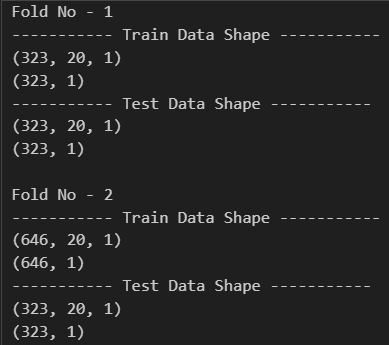 Fold No - 1
----------- Train Data Shape -----------
(323, 20, 1)
(323, 1)
----------- Test Data Shape -----------
(323, 20, 1)
(323, 1)

Fold No - 2
----------- Train Data Shape -----------
(646, 20, 1)
(646, 1)
----------- Test Data Shape -----------
(323, 20, 1)
(323, 1)